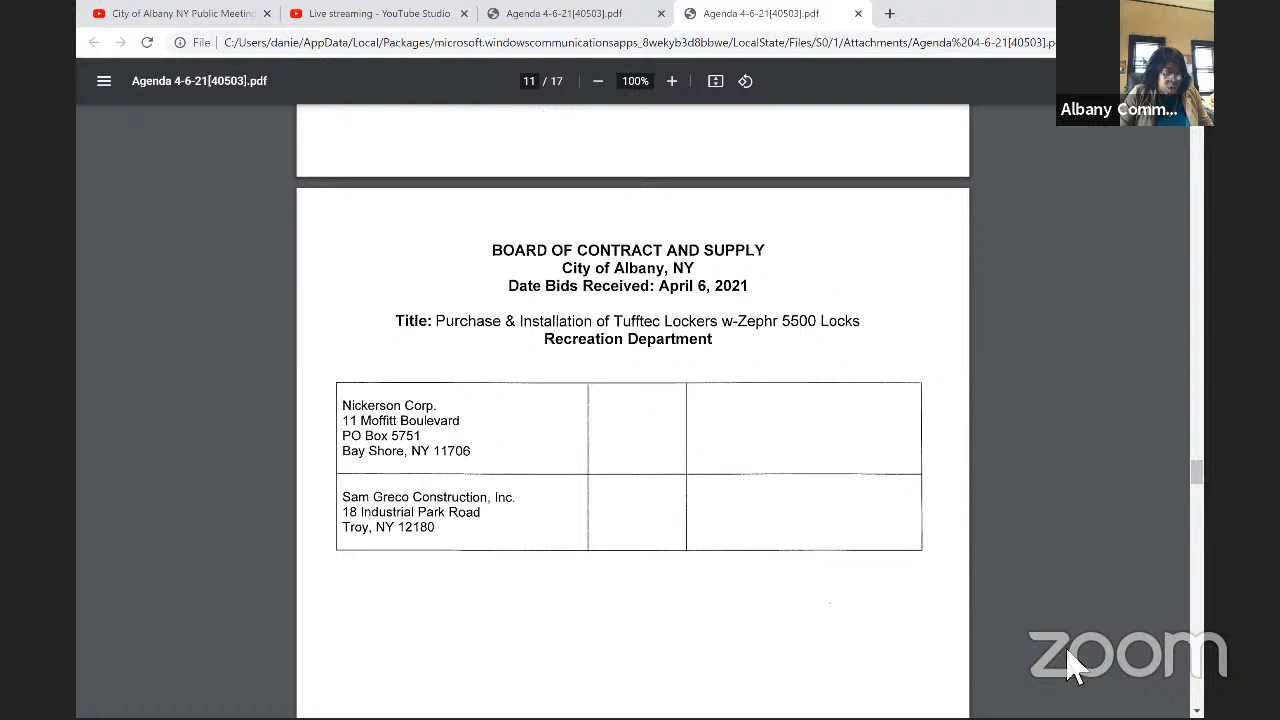 City of Albany NY Public Meeting
Live streaming - YouTube Studio
Agenda 4-6-21[40503].pdf
Agenda 4-6-21[40503].pdf
File
C:/Users/danie/AppData/Local/Packages/microsoft.windowscommunicationsapps_8wekyb3d8bbwe/LocalState/Files/S0/1/Attachments/Agenda%204-6-21[40503].p
Agenda 4-6-21[40503].pdf
11 / 17
100%
Albany Comm...
BOARD OF CONTRACT AND SUPPLY
City of Albany, NY
Date Bids Received: April 6, 2021
Title: Purchase & Installation of Tufftec Lockers w-Zephr 5500 Locks
Recreation Department
Nickerson Corp.
11 Moffitt Boulevard
PO Box 5751
Bay Shore, NY 11706
Sam Greco Construction, Inc.
18 Industrial Park Road
Troy, NY 12180
zoom